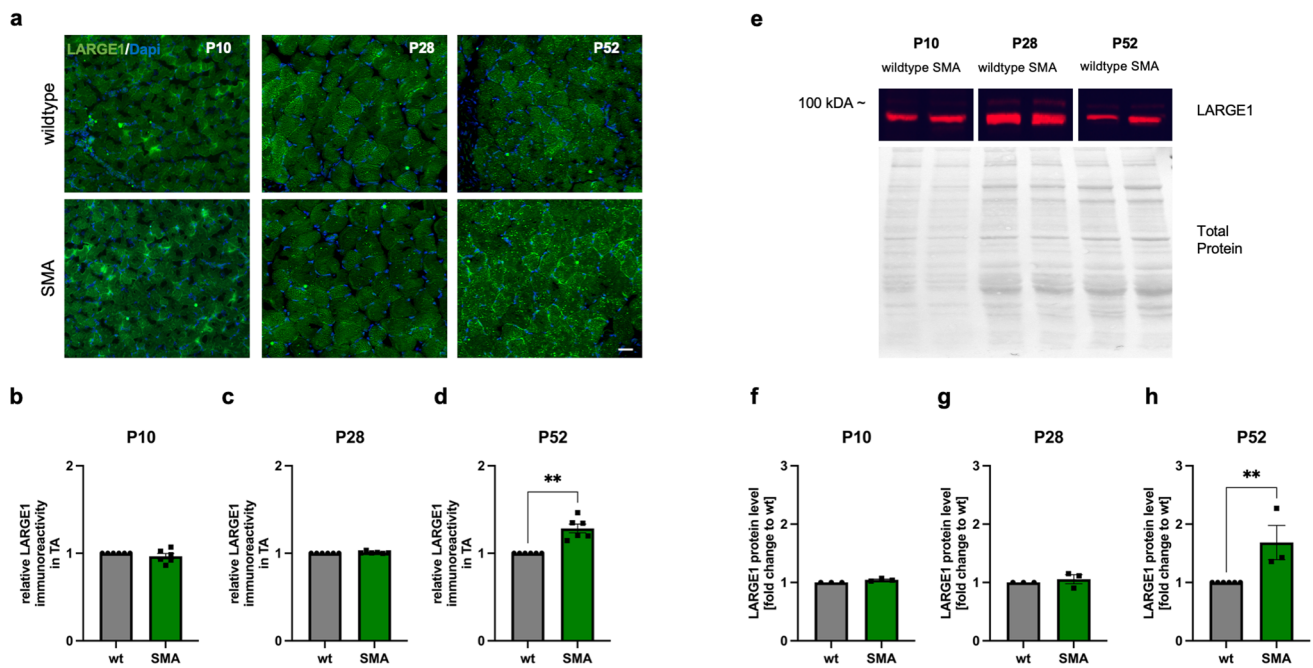 a
LARGE1/Dapi
P10
P28
P52
wildtype
SMA
e
P10
P28
P52
wildtype SMA
wildtype SMA
wildtype SMA
100 kDA ~
LARGE1
Total
Protein
b
P10
relative LARGE1
immunoreactivity
in TA
2
1
0
wt
SMA
c
P28
relative LARGE1
immunoreactivity
in TA
2
1
0
wt
SMA
d
P52
relative LARGE1
immunoreactivity
in TA
2
1
0
**
wt
SMA
f
P10
LARGE1 protein level
[fold change to wt]
3
2
1
0
wt
SMA
g
P28
LARGE1 protein level
[fold change to wt]
3
2
1
0
wt
SMA
h
P52
LARGE1 protein level
[fold change to wt]
3
2
1
0
**
wt
SMA